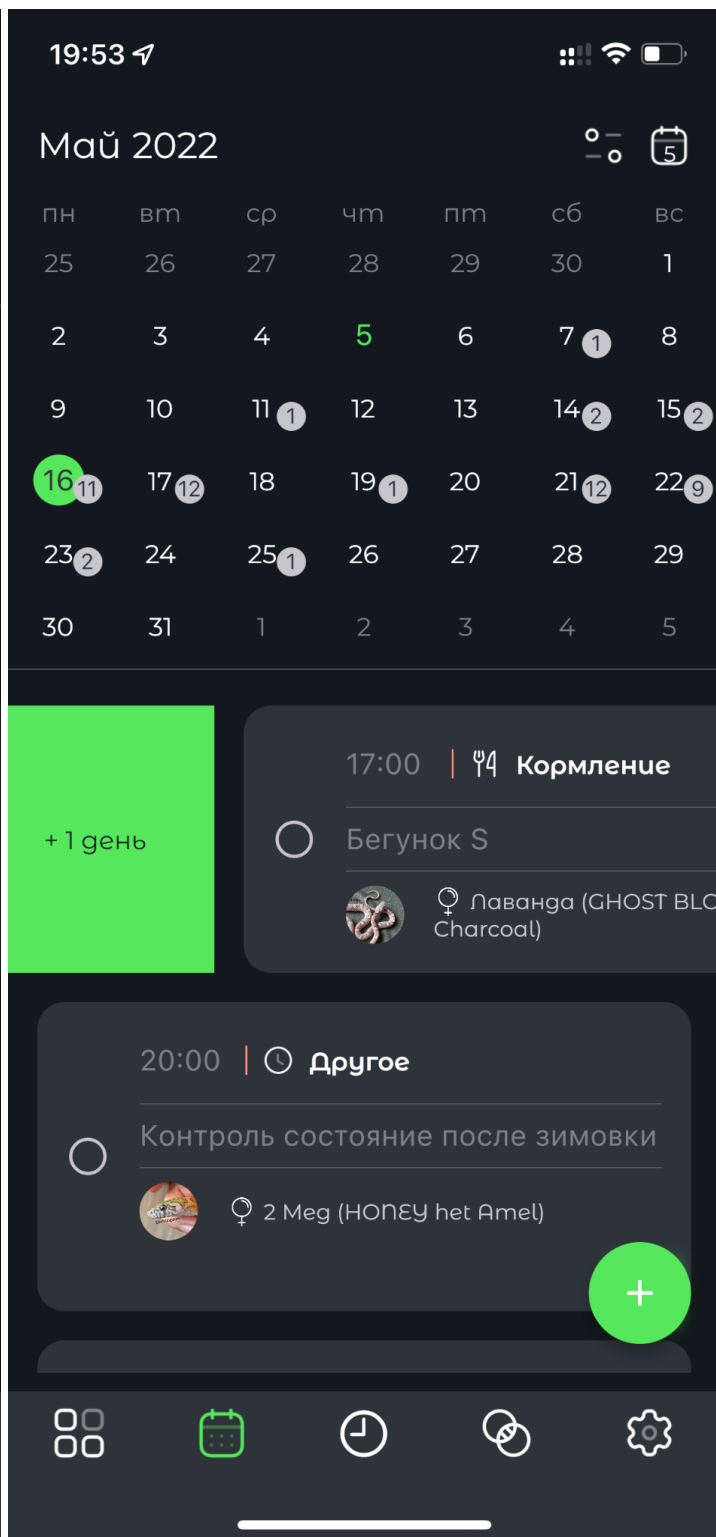 19:53
Май 2022
5
пн вт ср чт пт сб вс
25 26 27 28 29 30 1
2 3 4 5 6 7 1 8
9 10 11 1 12 13 14 2 15 2
16 11 17 12 18 19 1 20 21 12 22 9
23 2 24 25 1 26 27 28 29
30 31 1 2 3 4 5
17:00 Кормление
+ 1 день
Бегунок S
Лаванда (GHOST BLO
Charcoal)
20:00 Другое
Контроль состояние после зимовки
2 Мед (HONEY het Amel)
+